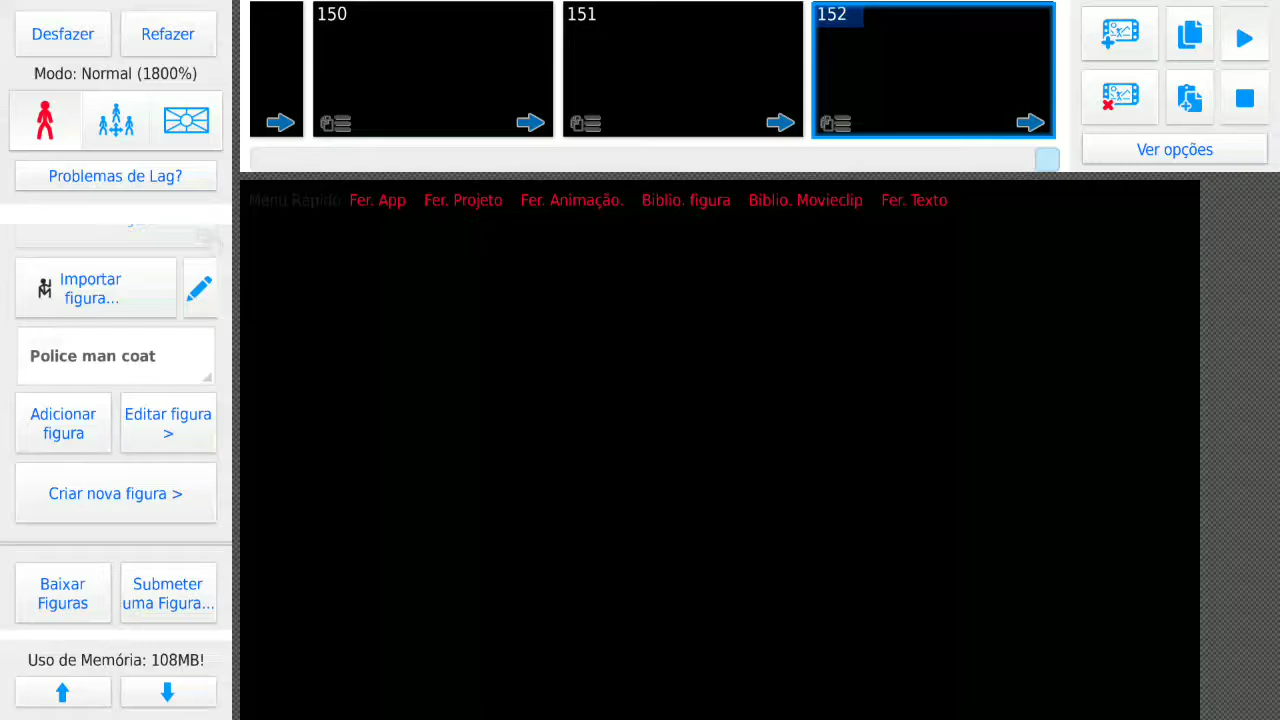 Desfazer
Refazer
Modo: Normal (1800%)
Problemas de Lag?
Importar
figura...
Police man coat
Adicionar
figura
Editar figura
>
Criar nova figura >
Baixar
Figuras
Submeter
uma Figura...
Uso de Memória: 108MB!
150
151
152
Ver opções
Menu Rápido Fer. App Fer. Projeto Fer. Animação. Biblio. figura Biblio. Movieclip Fer. Texto